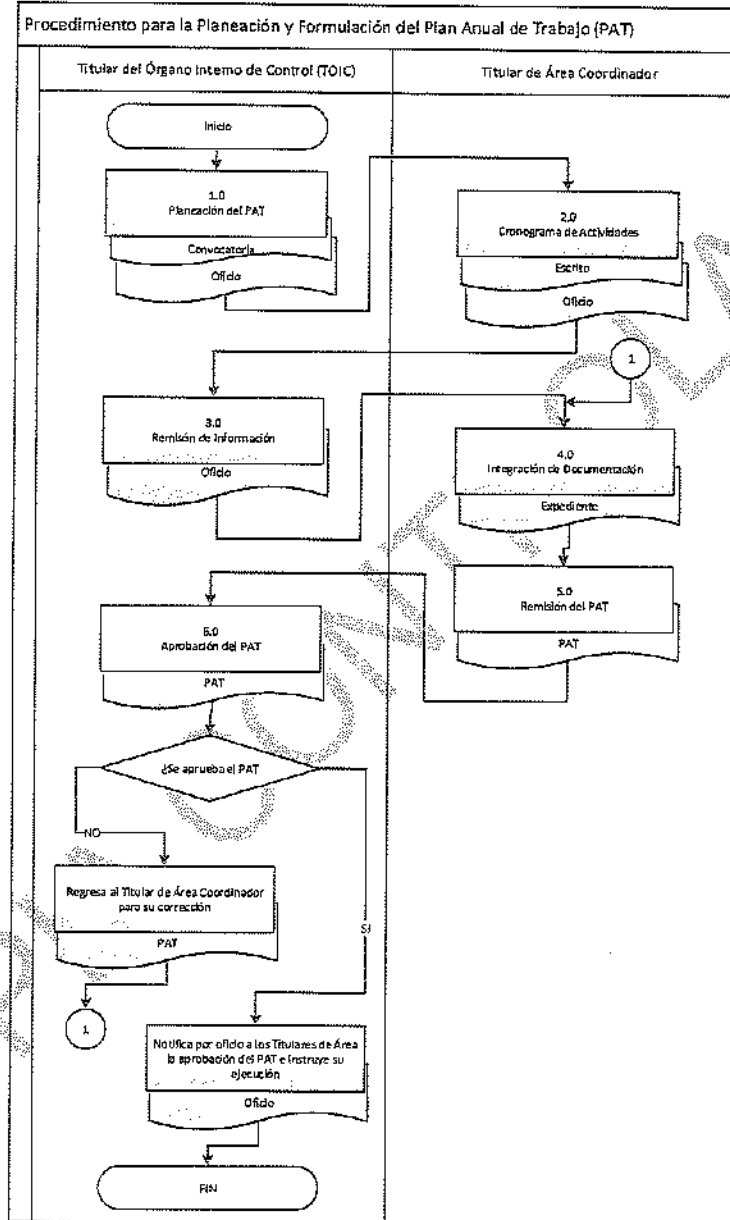 Procedimiento para la Planeación y Formulación del Plan Anual de Trabajo (PAT)
Titular del Órgano Interno de Control (TOIC)
Titular de Área Coordinador
Inicio
1.0
Planeación del PAT
Convocatoria
Oficio
2.0
Cronograma de Actividades
Escrito
Oficio
1
3.0
Remisión de Información
Oficio
4.0
Integración de Documentación
Expediente
5.0
Remisión del PAT
PAT
6.0
Aprobación del PAT
PAT
¿Se aprueba el PAT
NO
Regresa al Titular de Área Coordinador
para su corrección
PAT
SI
1
Notifica por oficio a los Titulares de Área
la aprobación del PAT e instruye su
ejecución
Oficio
FIN